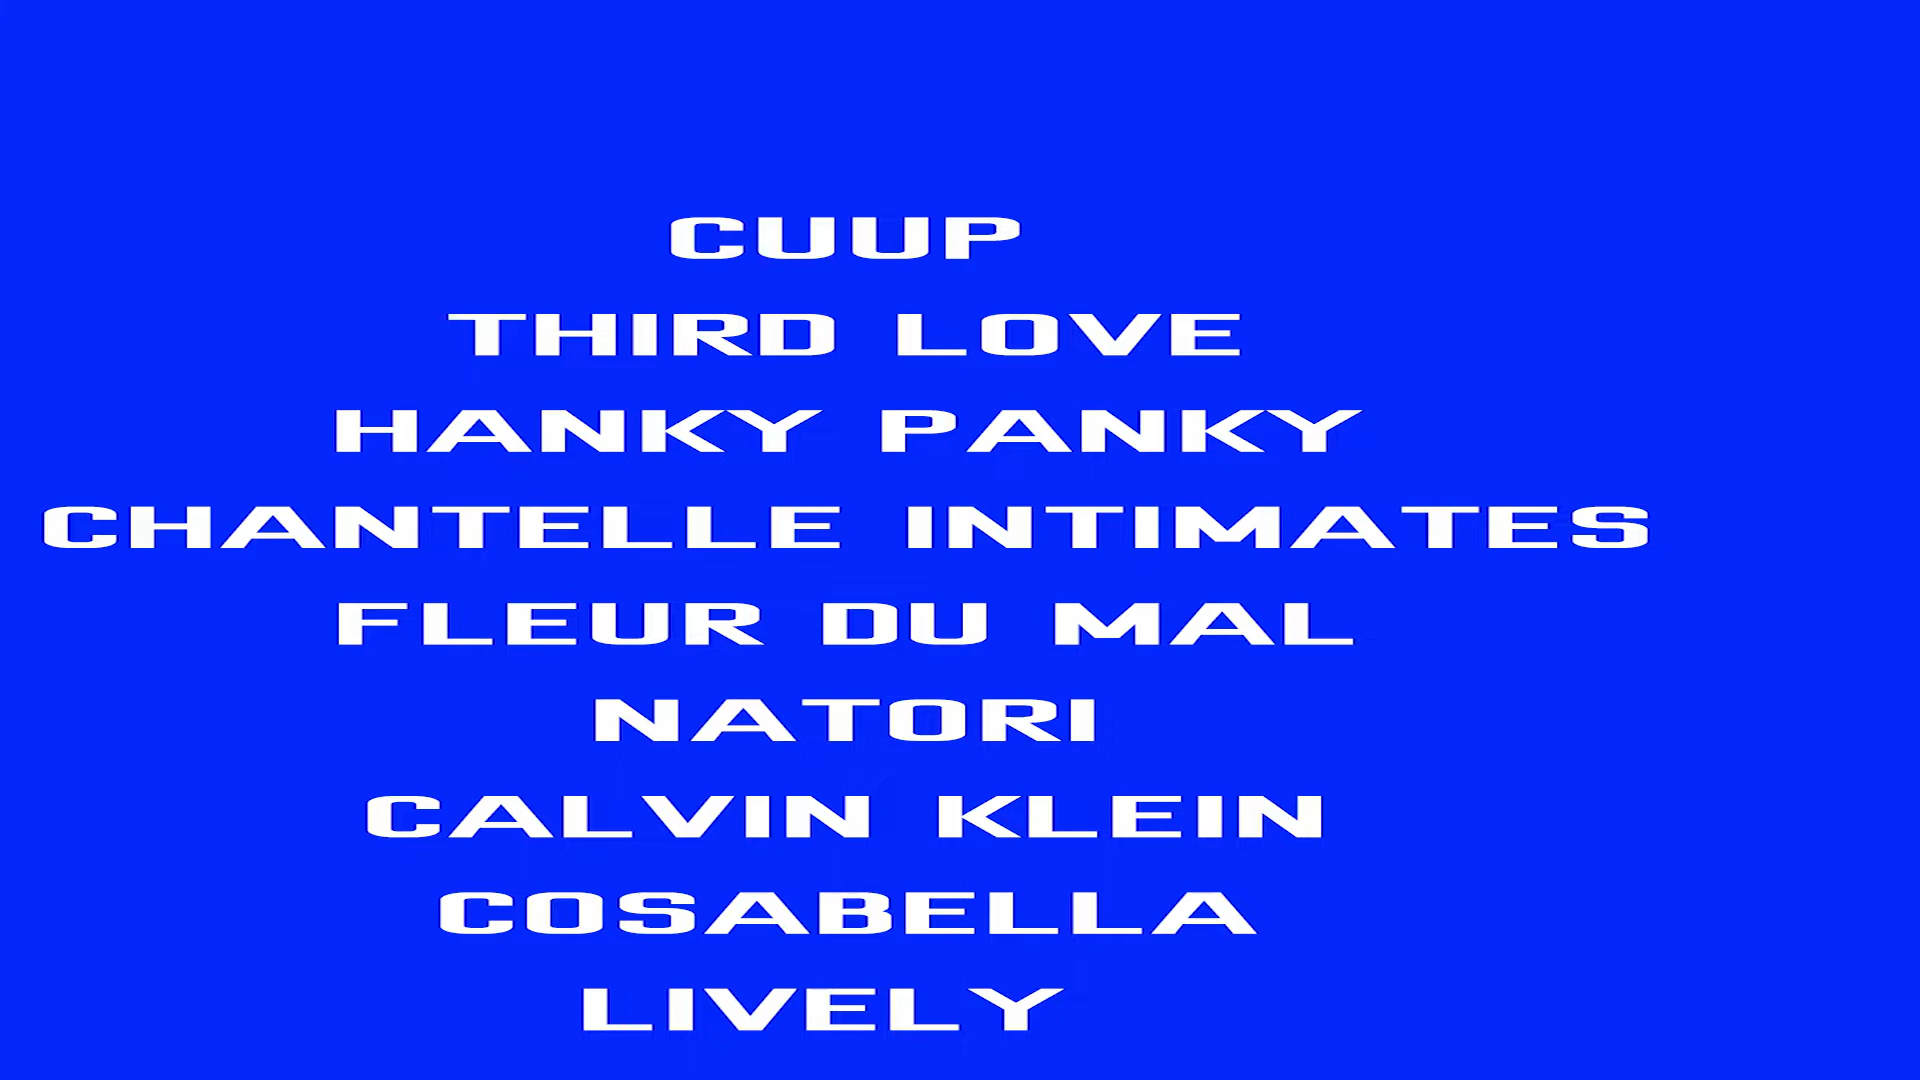 CUUP
THIRD LOVE
HANKY PANKY
CHANTELLE INTIMATES
FLEUR DU MAL
NATORI
CALVIN KLEIN
COSABELLA
LIVELY